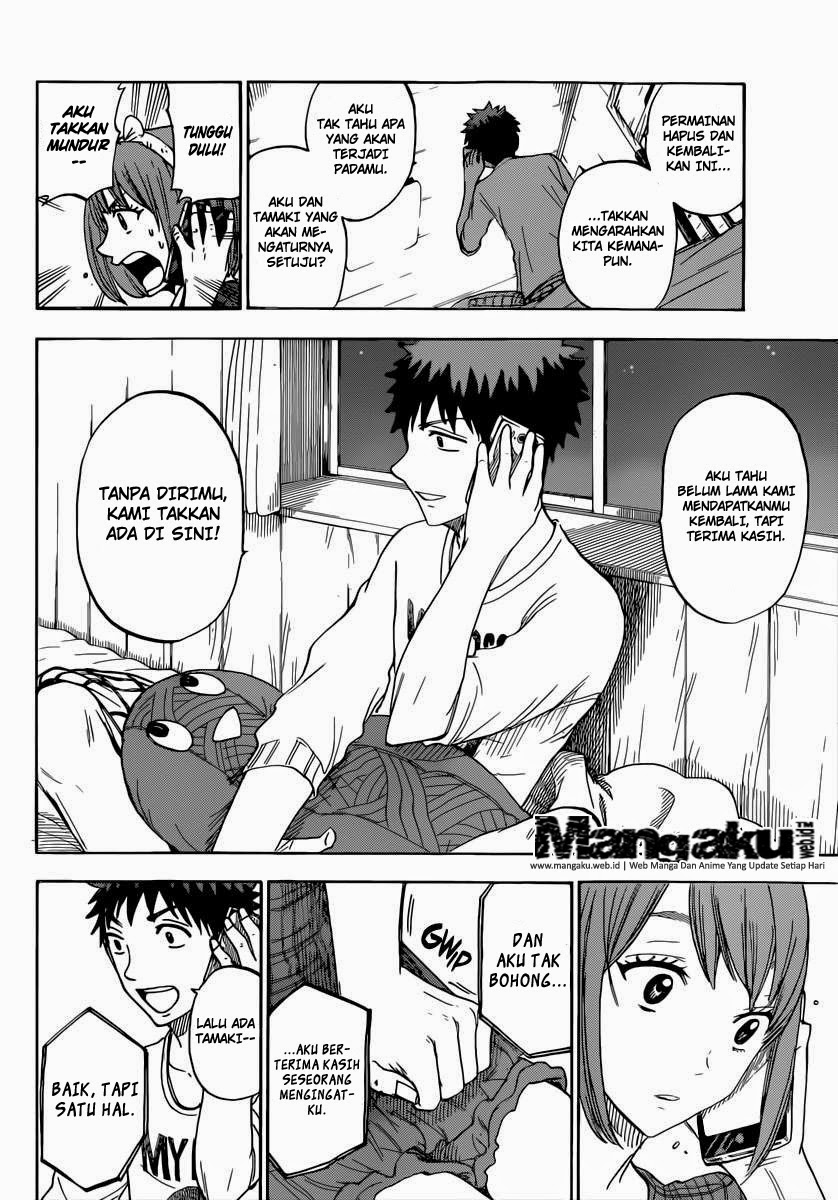 PERMAINAN
HAPUS DAN
KEMBALI-
KAN INI...
...TAKKAN
MENGARAHKAN
KITA KEMANA-
PUN.
AKU
TAK TAHU APA
YANG AKAN
TERJADI
PADAMU.
AKU DAN
TAMAKI YANG
AKAN ME-
NGATURNYA,
SETUJU?
TUNGGU
DULU!
AKU
TAKKAN
MUNDUR
--
AKU TAHU
BELUM LAMA KAMI
MENDAPATKANMU
KEMBALI, TAPI
TERIMA KASIH.
TANPA DIRIMU,
KAMI TAKKAN
ADA DI SINI!
Mangaku
web.id
www.mangaku.web.id | Web Manga Dan Anime Yang Update Setiap Hari
DAN
AKU TAK
BOHONG...
GWIP
...AKU BER-
TERIMA KASIH
SESEORANG
MENGINGAT-
KU.
LALU ADA
TAMAKI--
BAIK, TAPI
SATU HAL.
MY